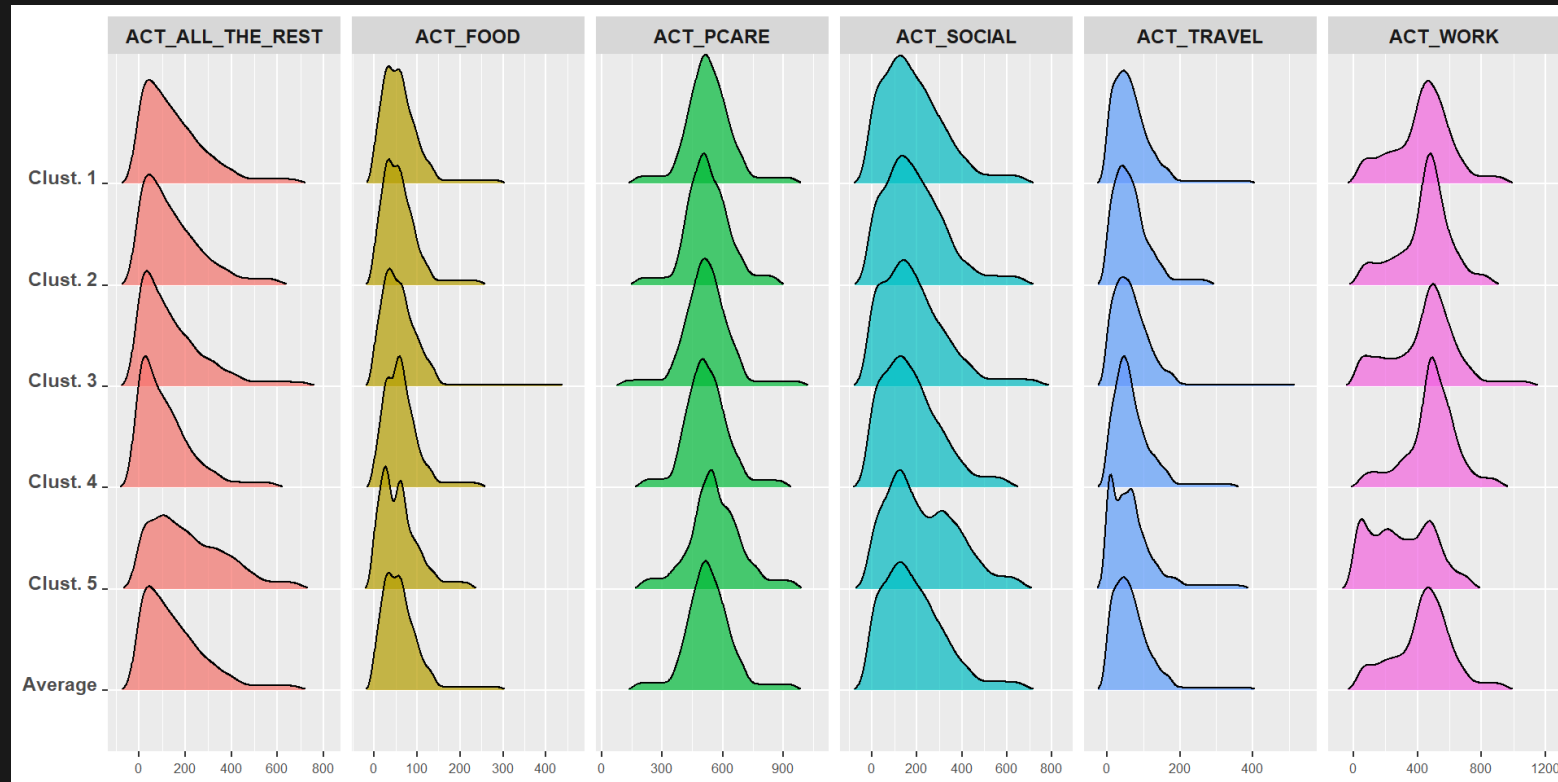 ACT_ALL_THE_REST ACT_FOOD ACT_PCARE ACT_SOCIAL ACT_TRAVEL ACT_WORK
Clust. 1
Clust. 2
Clust. 3
Clust. 4
Clust. 5
Average
0 200 400 600 800 0 100 200 300 400 0 300 600 900 0 200 400 600 800 0 200 400 0 400 800 1200